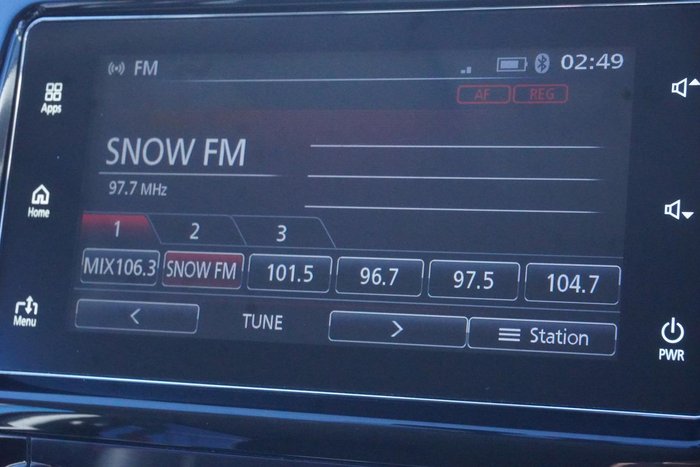 FM
02:49
AF REG
Apps
SNOW FM
97.7 MHz
Home
1 2 3
MIX106.3 SNOW FM 101.5 96.7 97.5 104.7
Menu
< TUNE > Station
PWR